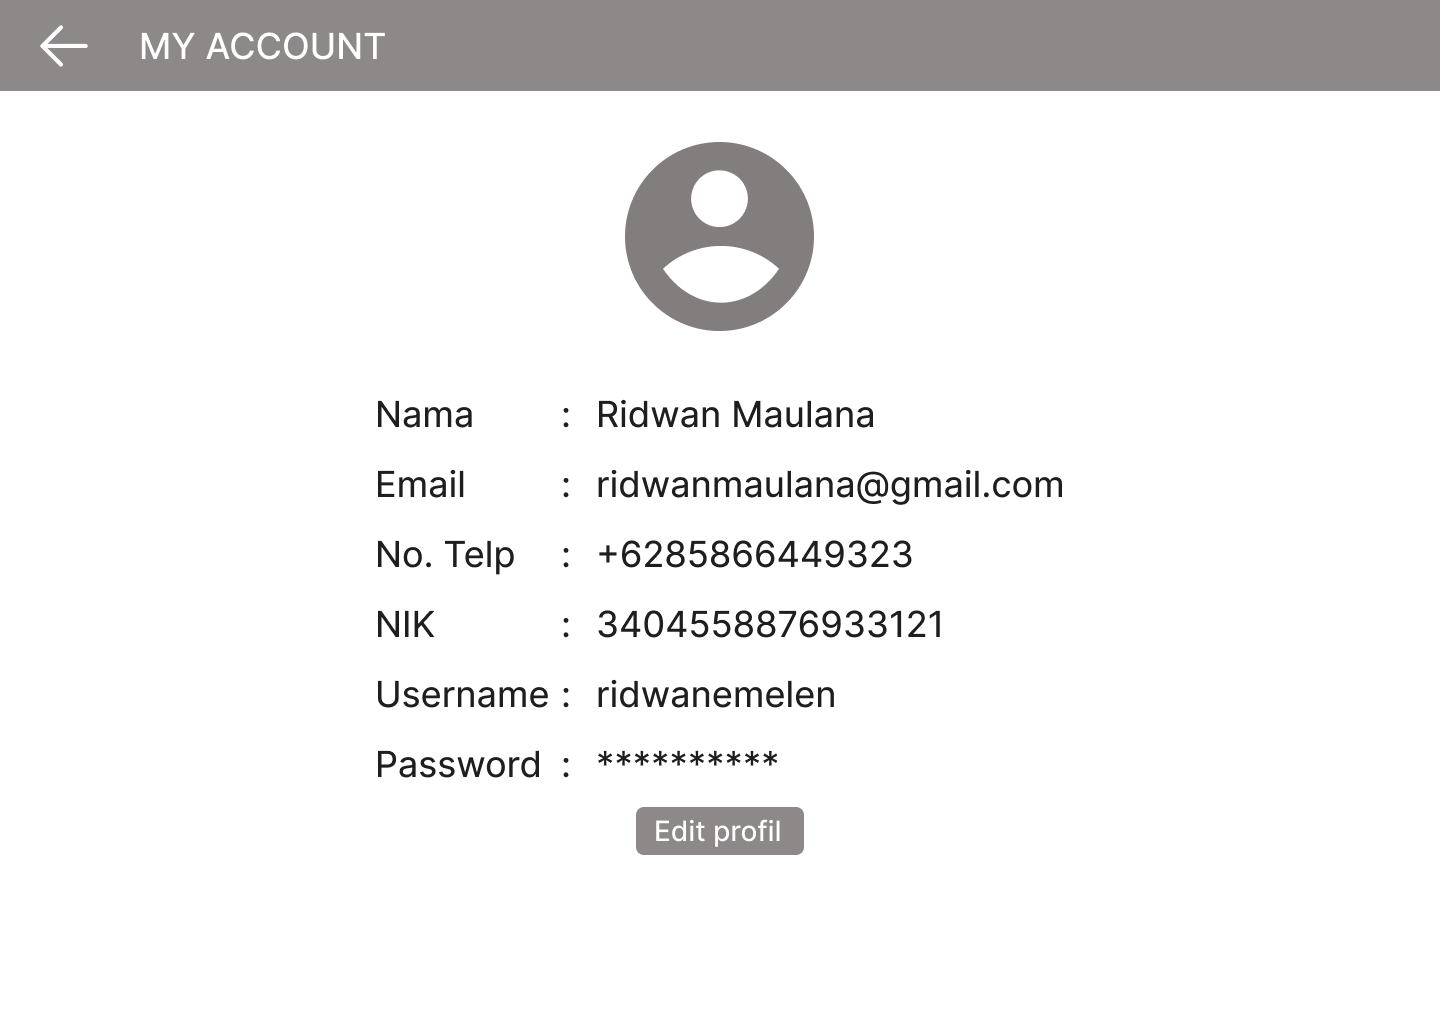 MY ACCOUNT
Nama : Ridwan Maulana
Email : ridwanmaulana@gmail.com
No. Telp : +6285866449323
NIK : 3404558876933121
Username : ridwanemelen
Password : **********
Edit profil